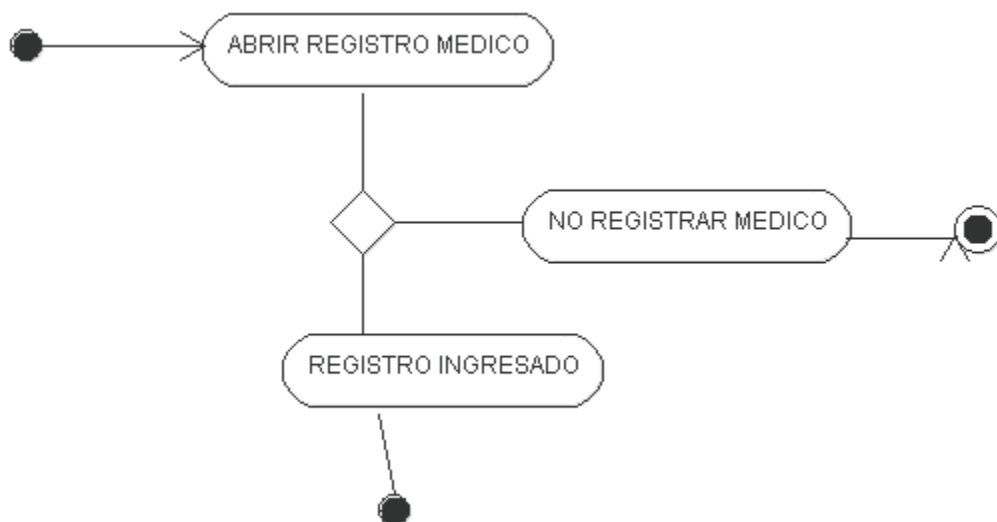 ABRIR REGISTRO MEDICO
NO REGISTRAR MEDICO
REGISTRO INGRESADO